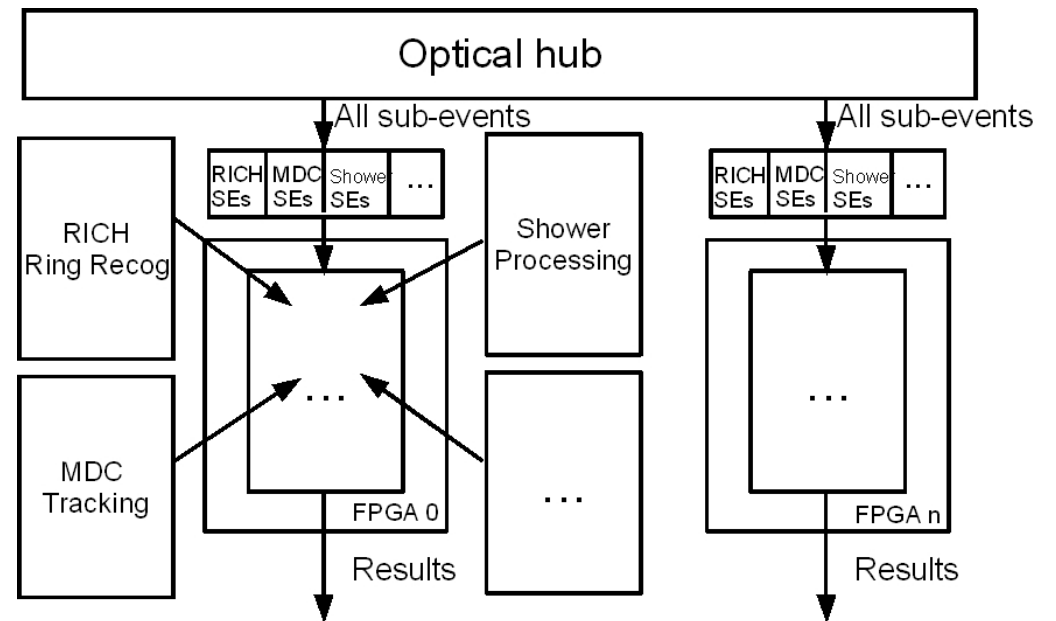 Optical hub
All sub-events
All sub-events
RICH SEs
MDC SEs
Shower SEs
...
RICH SEs
MDC SEs
Shower SEs
...
RICH
Ring Recog
Shower
Processing
MDC
Tracking
...
...
...
FPGA 0
FPGA n
Results
Results